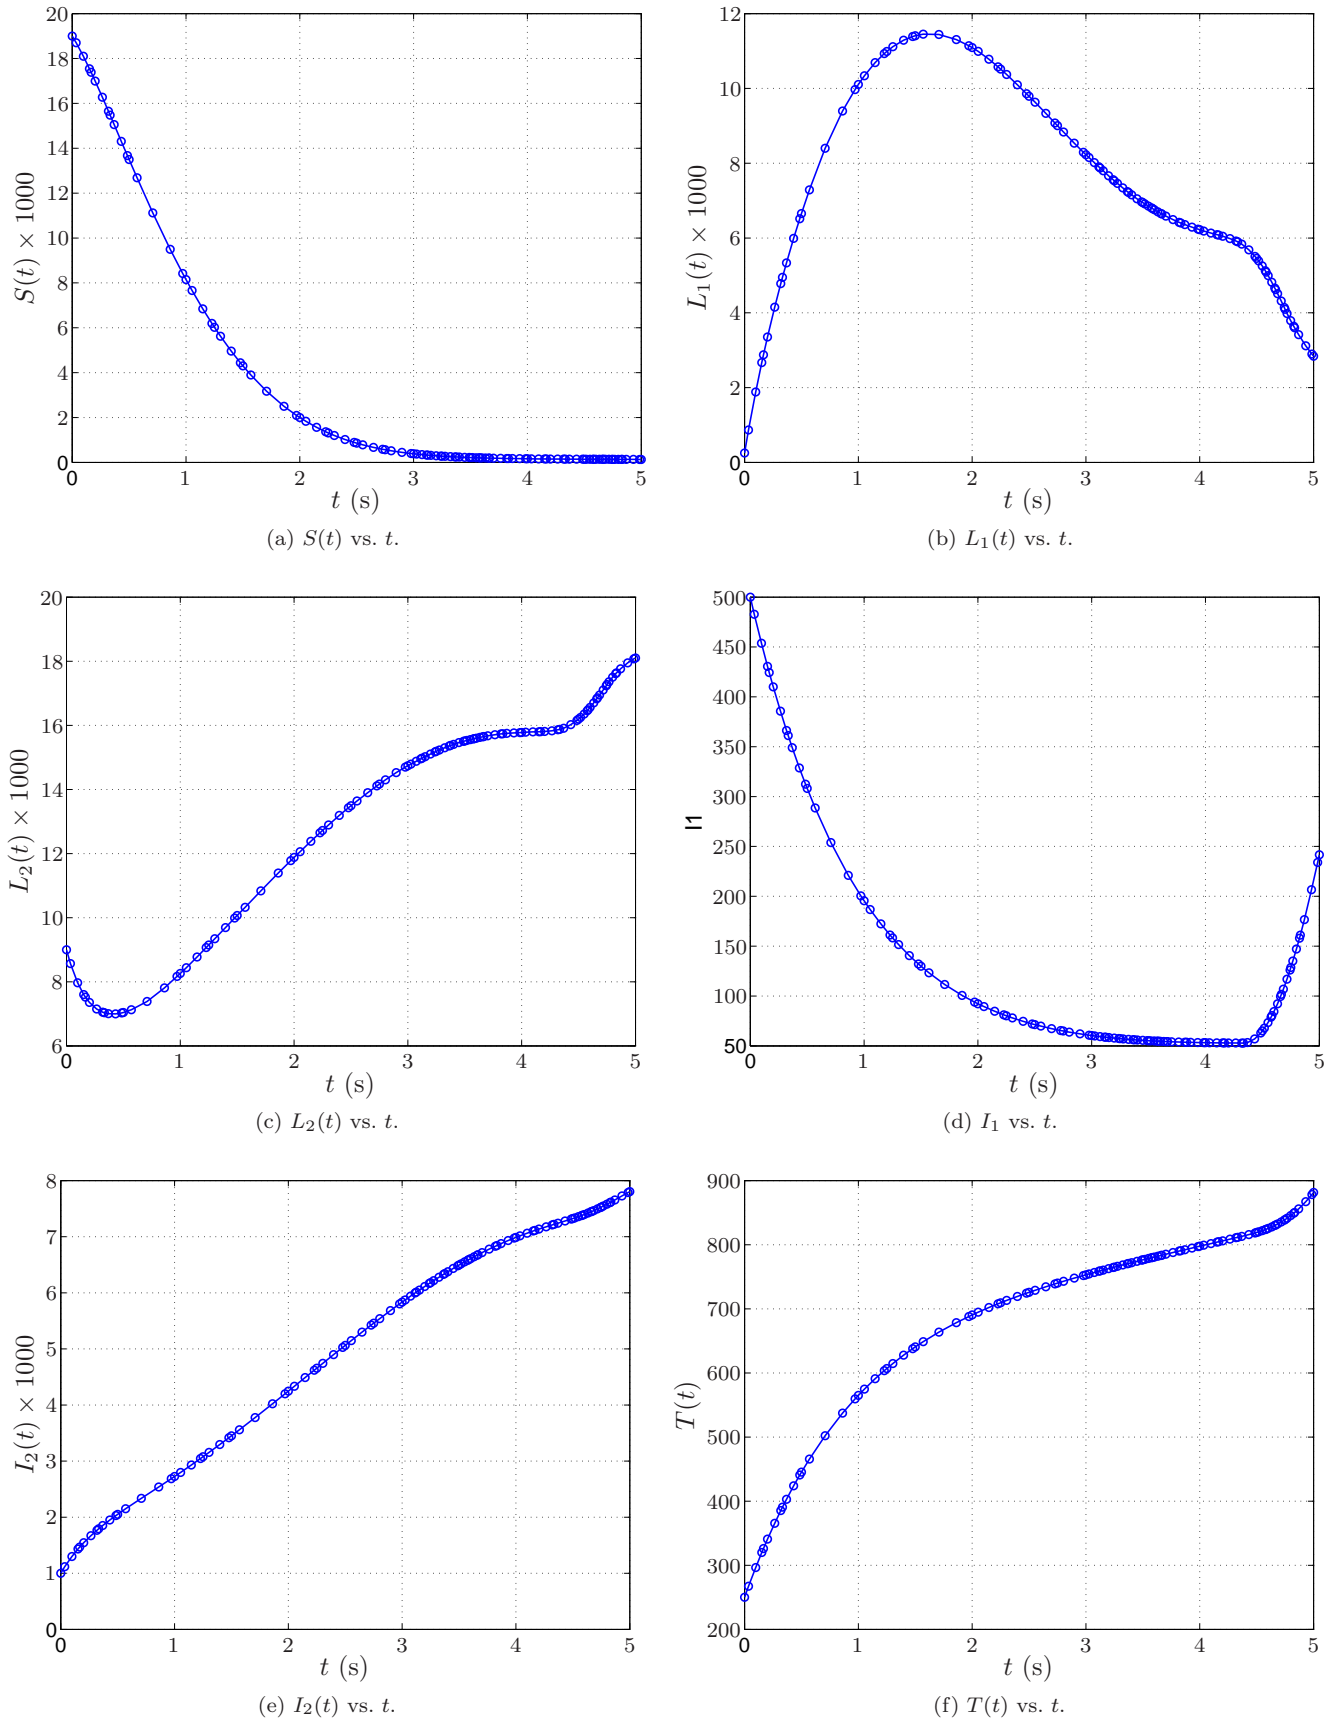 20
18
16
14
12
10
8
6
4
2
0
S(t) × 1000
0 1 2 3 4 5
t (s)
(a) S(t) vs. t.
12
10
8
6
4
2
0
L₁(t) × 1000
0 1 2 3 4 5
t (s)
(b) L₁(t) vs. t.
20
18
16
14
12
10
8
6
L₂(t) × 1000
0 1 2 3 4 5
t (s)
(c) L₂(t) vs. t.
500
450
400
350
300
250
200
150
100
50
I1
0 1 2 3 4 5
t (s)
(d) I₁ vs. t.
8
7
6
5
4
3
2
1
0
I₂(t) × 1000
0 1 2 3 4 5
t (s)
(e) I₂(t) vs. t.
900
800
700
600
500
400
300
200
T(t)
0 1 2 3 4 5
t (s)
(f) T(t) vs. t.